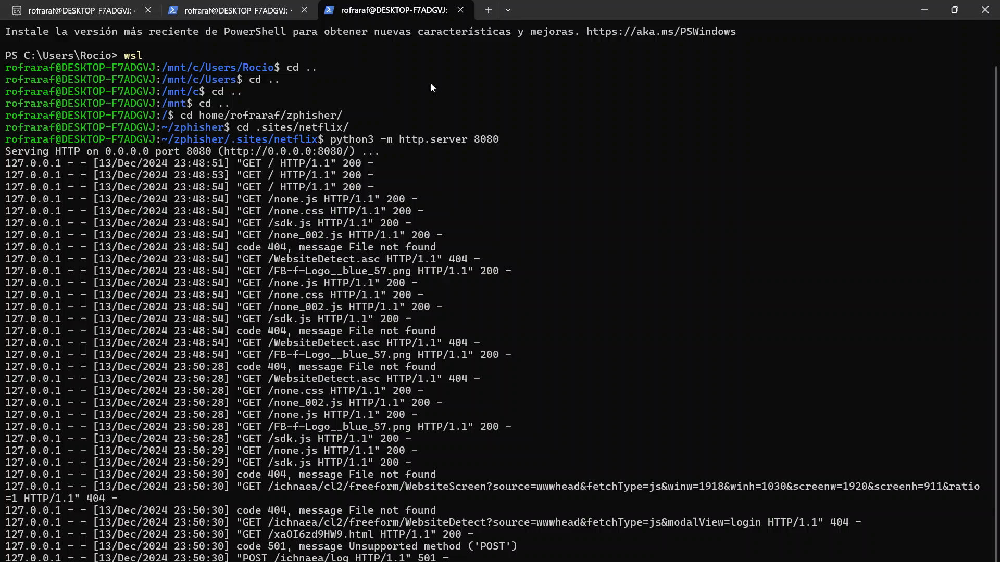 rofraraf@DESKTOP-F7ADGVJ: 
rofraraf@DESKTOP-F7ADGVJ: 
rofraraf@DESKTOP-F7ADGVJ:
Instale la versión más reciente de PowerShell para obtener nuevas características y mejoras. https://aka.ms/PSWindows
PS C:\Users\Rocio> wsl
rofraraf@DESKTOP-F7ADGVJ:/mnt/c/Users/Rocio$ cd ..
rofraraf@DESKTOP-F7ADGVJ:/mnt/c/Users$ cd ..
rofraraf@DESKTOP-F7ADGVJ:/mnt/c$ cd ..
rofraraf@DESKTOP-F7ADGVJ:/mnt$ cd ..
rofraraf@DESKTOP-F7ADGVJ:/$ cd home/rofraraf/zphisher/
rofraraf@DESKTOP-F7ADGVJ:~/zphisher$ cd .sites/netflix/
rofraraf@DESKTOP-F7ADGVJ:~/zphisher/.sites/netflix$ python3 -m http.server 8080
Serving HTTP on 0.0.0.0 port 8080 (http://0.0.0.0:8080/) ...
127.0.0.1 - - [13/Dec/2024 23:48:51] "GET / HTTP/1.1" 200 -
127.0.0.1 - - [13/Dec/2024 23:48:53] "GET / HTTP/1.1" 200 -
127.0.0.1 - - [13/Dec/2024 23:48:54] "GET / HTTP/1.1" 200 -
127.0.0.1 - - [13/Dec/2024 23:48:54] "GET /none.js HTTP/1.1" 200 -
127.0.0.1 - - [13/Dec/2024 23:48:54] "GET /none.css HTTP/1.1" 200 -
127.0.0.1 - - [13/Dec/2024 23:48:54] "GET /sdk.js HTTP/1.1" 200 -
127.0.0.1 - - [13/Dec/2024 23:48:54] "GET /none_002.js HTTP/1.1" 200 -
127.0.0.1 - - [13/Dec/2024 23:48:54] code 404, message File not found
127.0.0.1 - - [13/Dec/2024 23:48:54] "GET /WebsiteDetect.asc HTTP/1.1" 404 -
127.0.0.1 - - [13/Dec/2024 23:48:54] "GET /FB-f-Logo__blue_57.png HTTP/1.1" 200 -
127.0.0.1 - - [13/Dec/2024 23:48:54] "GET /none.js HTTP/1.1" 200 -
127.0.0.1 - - [13/Dec/2024 23:48:54] "GET /none.css HTTP/1.1" 200 -
127.0.0.1 - - [13/Dec/2024 23:48:54] "GET /none_002.js HTTP/1.1" 200 -
127.0.0.1 - - [13/Dec/2024 23:48:54] "GET /sdk.js HTTP/1.1" 200 -
127.0.0.1 - - [13/Dec/2024 23:48:54] code 404, message File not found
127.0.0.1 - - [13/Dec/2024 23:48:54] "GET /WebsiteDetect.asc HTTP/1.1" 404 -
127.0.0.1 - - [13/Dec/2024 23:48:54] "GET /FB-f-Logo__blue_57.png HTTP/1.1" 200 -
127.0.0.1 - - [13/Dec/2024 23:50:28] code 404, message File not found
127.0.0.1 - - [13/Dec/2024 23:50:28] "GET /WebsiteDetect.asc HTTP/1.1" 404 -
127.0.0.1 - - [13/Dec/2024 23:50:28] "GET /none.css HTTP/1.1" 200 -
127.0.0.1 - - [13/Dec/2024 23:50:28] "GET /none_002.js HTTP/1.1" 200 -
127.0.0.1 - - [13/Dec/2024 23:50:28] "GET /none.js HTTP/1.1" 200 -
127.0.0.1 - - [13/Dec/2024 23:50:28] "GET /FB-f-Logo__blue_57.png HTTP/1.1" 200 -
127.0.0.1 - - [13/Dec/2024 23:50:28] "GET /sdk.js HTTP/1.1" 200 -
127.0.0.1 - - [13/Dec/2024 23:50:29] "GET /none.js HTTP/1.1" 200 -
127.0.0.1 - - [13/Dec/2024 23:50:29] "GET /sdk.js HTTP/1.1" 200 -
127.0.0.1 - - [13/Dec/2024 23:50:30] code 404, message File not found
127.0.0.1 - - [13/Dec/2024 23:50:30] "GET /ichnaea/cl2/freeform/WebsiteScreen?source=wwwhead&fetchType=js&winw=1918&winh=1030&screenw=1920&screenh=911&ratio
=1 HTTP/1.1" 404 -
127.0.0.1 - - [13/Dec/2024 23:50:30] code 404, message File not found
127.0.0.1 - - [13/Dec/2024 23:50:30] "GET /ichnaea/cl2/freeform/WebsiteDetect?source=wwwhead&fetchType=js&modalView=login HTTP/1.1" 404 -
127.0.0.1 - - [13/Dec/2024 23:50:30] "GET /xaOI6zd9HW9.html HTTP/1.1" 200 -
127.0.0.1 - - [13/Dec/2024 23:50:30] code 501, message Unsupported method ('POST')
127.0.0.1 - - [13/Dec/2024 23:50:30] "POST /ichnaea/log HTTP/1.1" 501 -